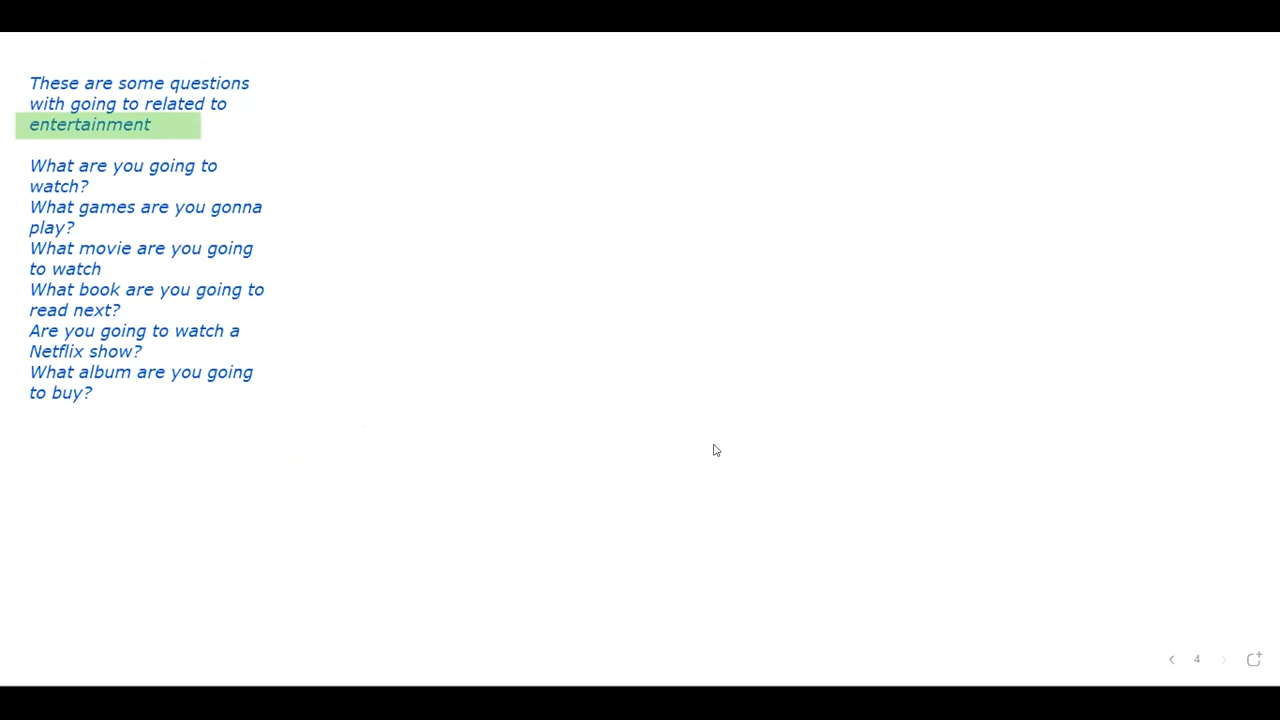 These are some questions
with going to related to
entertainment
What are you going to
watch?
What games are you gonna
play?
What movie are you going
to watch
What book are you going to
read next?
Are you going to watch a
Netflix show?
What album are you going
to buy?
4